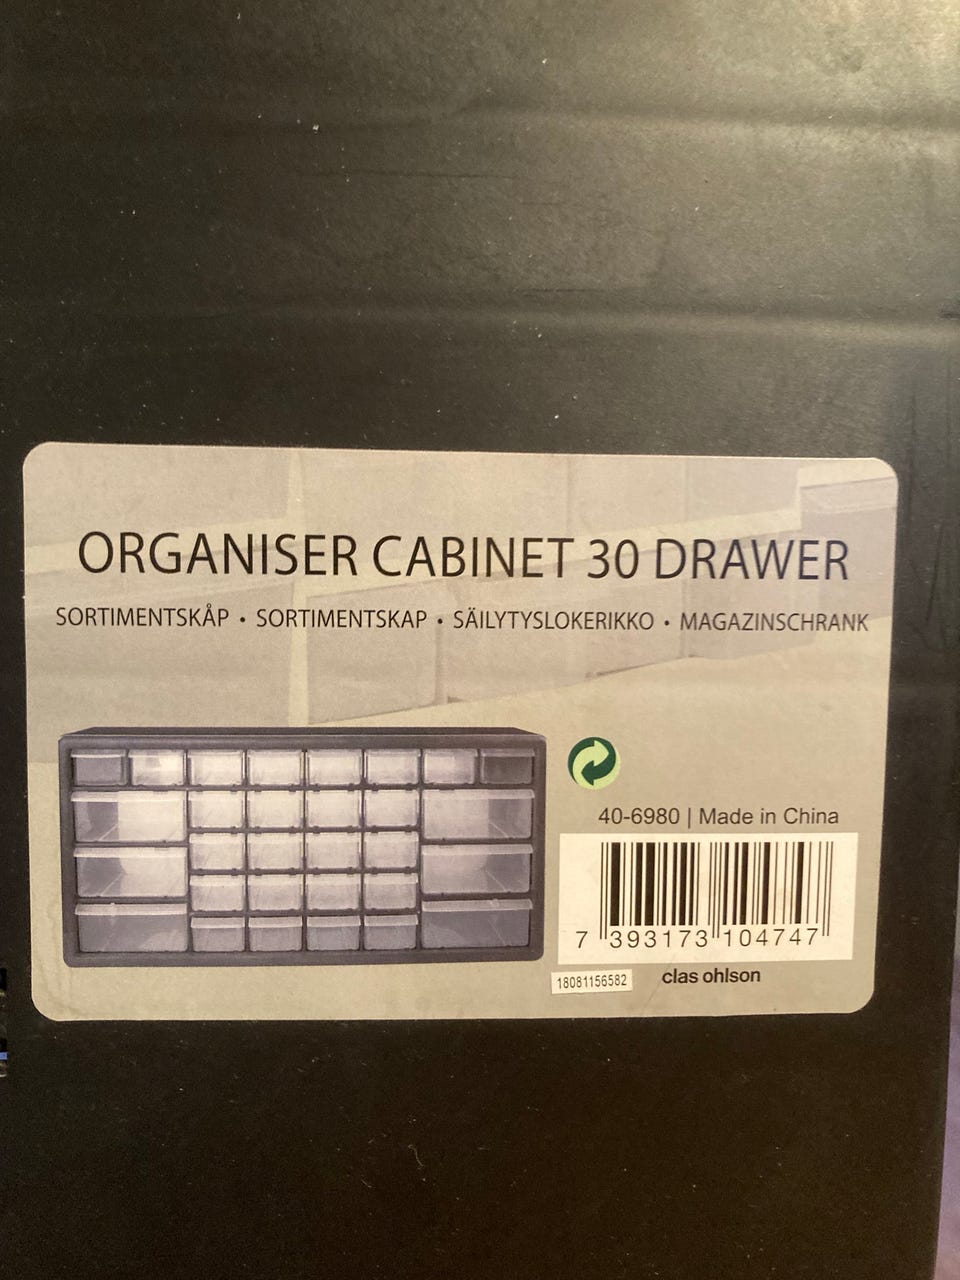 ORGANISER CABINET 30 DRAWER
SORTIMENTSKÅP • SORTIMENTSKAP • SÄILYTYSLOKERIKKO • MAGAZINSCHRANK
40-6980 | Made in China
7 393173 104747
18081156582
clas ohlson